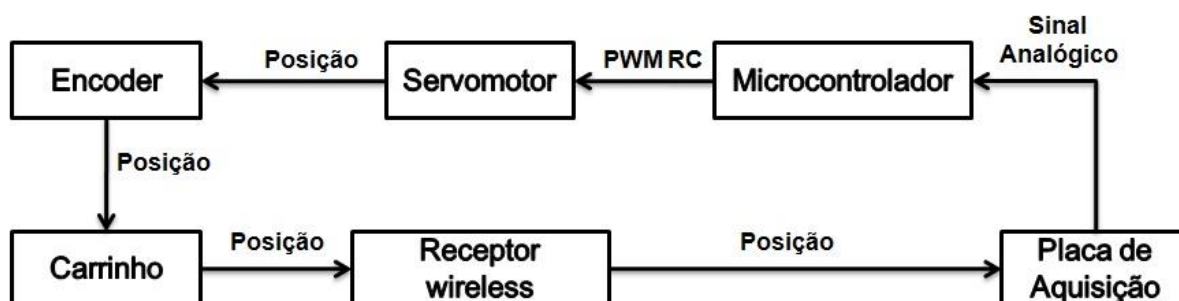 Sinal
Analógico
Posição
PWM RC
Encoder
Servomotor
Microcontrolador
Posição
Posição
Posição
Carrinho
Receptor
wireless
Placa de
Aquisição